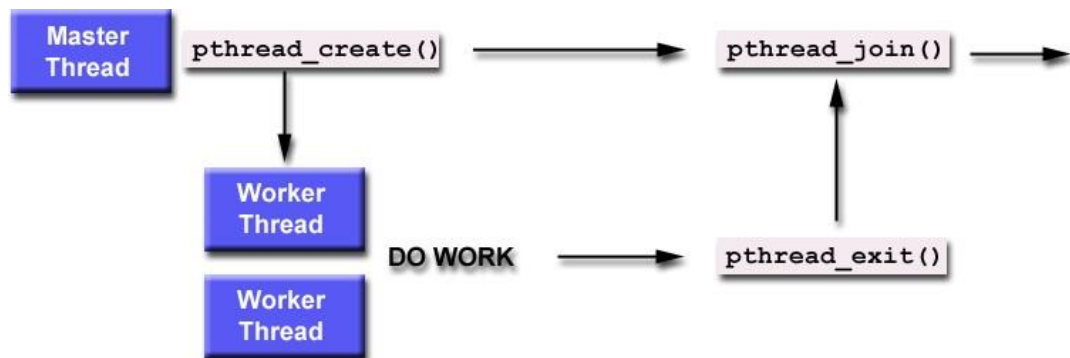 Master
Thread
pthread_create()
pthread_join()
Worker
Thread
DO WORK
pthread_exit()
Worker
Thread